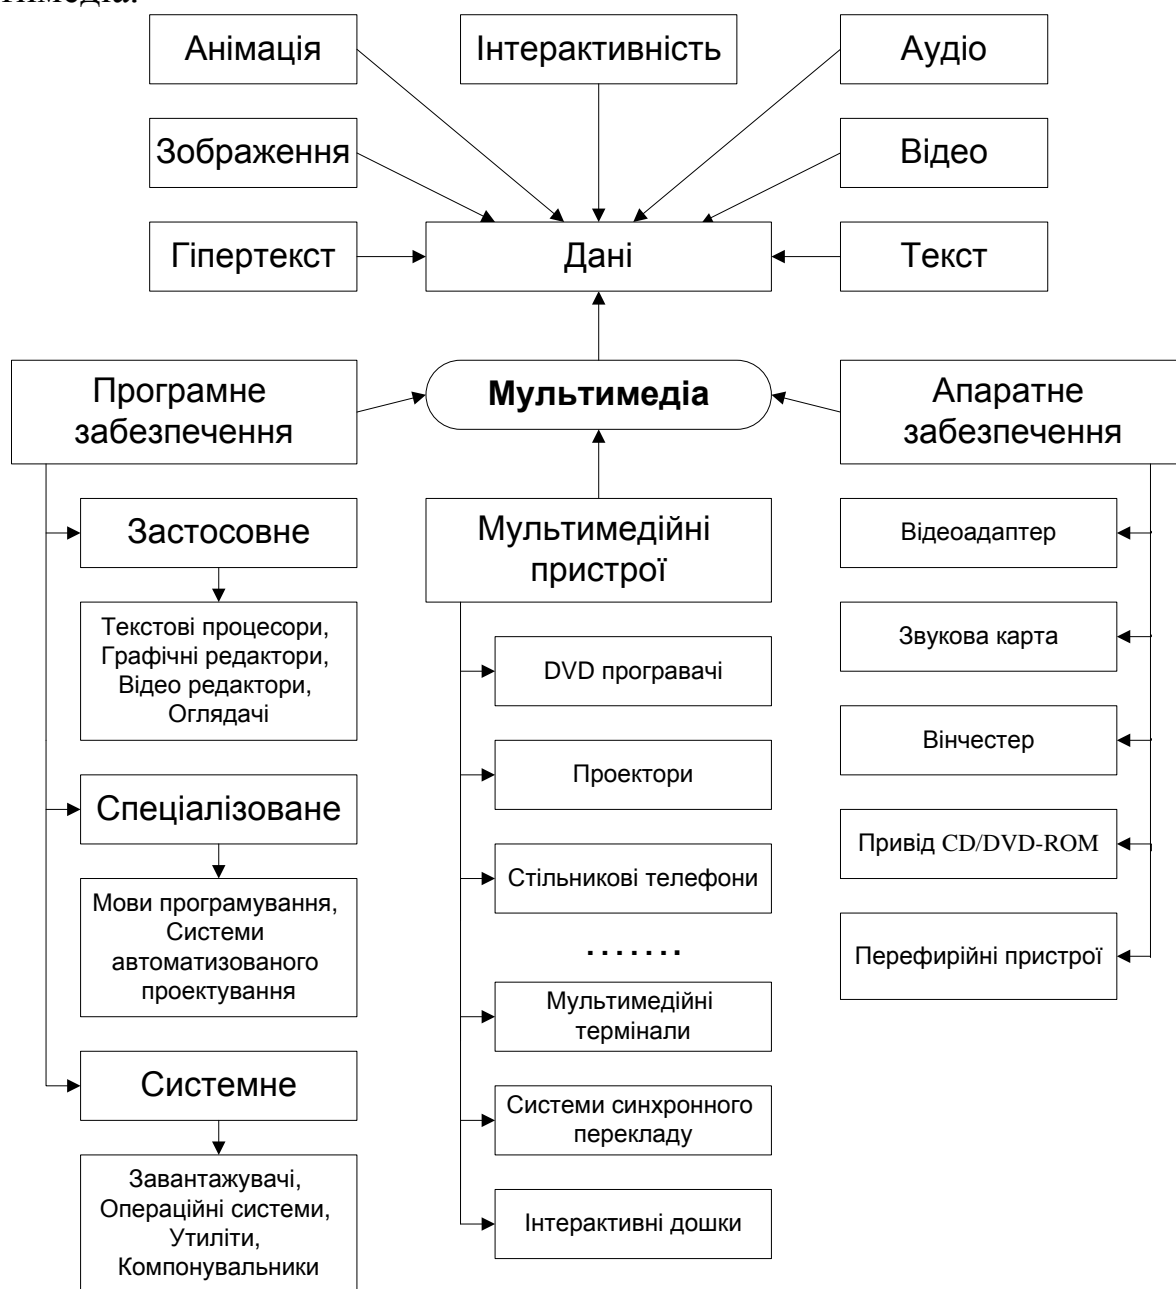 тимедіа.
Анімація
Інтерактивність
Аудіо
Зображення
Відео
Гіпертекст
Дані
Текст
Програмне
забезпечення
Мультимедіа
Апаратне
забезпечення
Застосовне
Текстові процесори,
Графічні редактори,
Відео редактори,
Оглядачі
Спеціалізоване
Мови програмування,
Системи
автоматизованого
проектування
Системне
Завантажувачі,
Операційні системи,
Утиліти,
Компонувальники
Мультимедійні
пристрої
DVD програвачі
Проектори
Стільникові телефони
.......
Мультимедійні
термінали
Системи синхронного
перекладу
Інтерактивні дошки
Відеоадаптер
Звукова карта
Вінчестер
Привід CD/DVD-ROM
Перефирійні пристрої